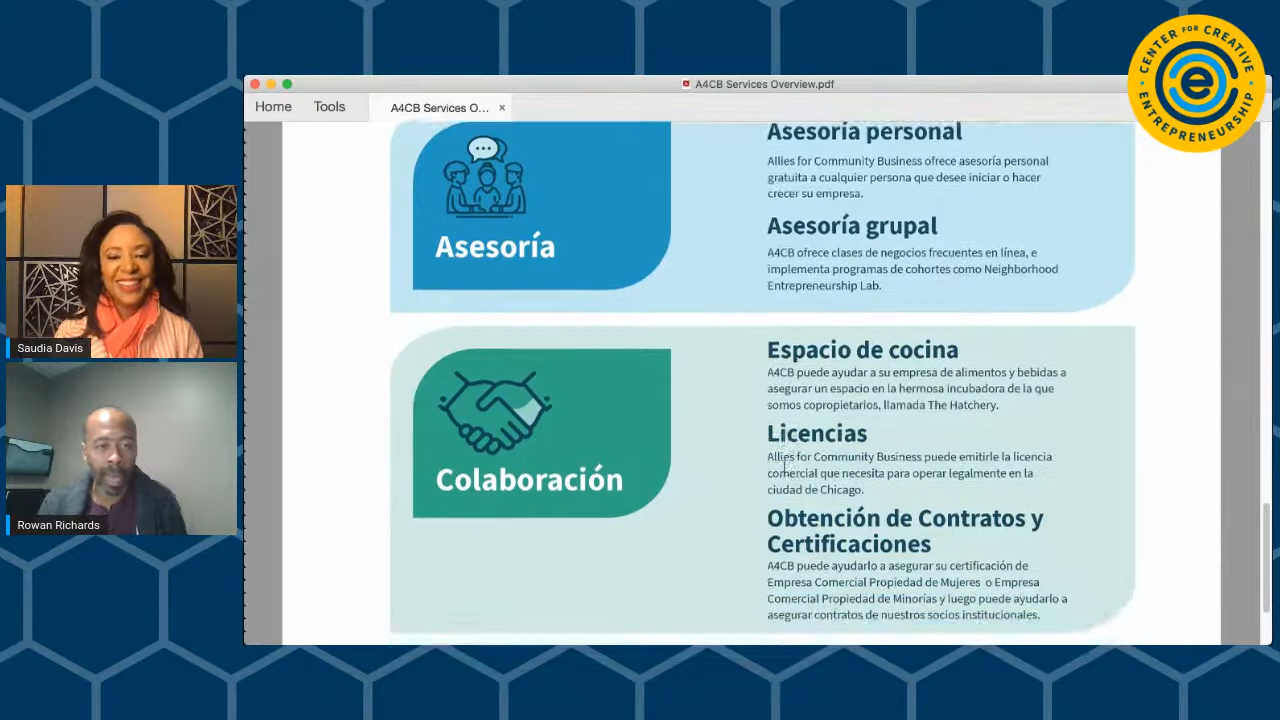 CENTER FOR CREATIVE
ENTREPRENEURSHIP
e
A4CB Services Overview.pdf
Home
Tools
A4CB Services O...
×
Asesoría
Asesoría personal
Allies for Community Business ofrece asesoría personal
gratuita a cualquier persona que desee iniciar o hacer
crecer su empresa.
Asesoría grupal
A4CB ofrece clases de negocios frecuentes en línea, e
implementa programas de cohortes como Neighborhood
Entrepreneurship Lab.
Colaboración
Espacio de cocina
A4CB puede ayudar a su empresa de alimentos y bebidas a
asegurar un espacio en la hermosa incubadora de la que
somos copropietarios, llamada The Hatchery.
Licencias
Allies for Community Business puede emitirle la licencia
comercial que necesita para operar legalmente en la
ciudad de Chicago.
Obtención de Contratos y
Certificaciones
A4CB puede ayudarlo a asegurar su certificación de
Empresa Comercial Propiedad de Mujeres o Empresa
Comercial Propiedad de Minorías y luego puede ayudarlo a
asegurar contratos de nuestros socios institucionales.
Saudia Davis
Rowan Richards